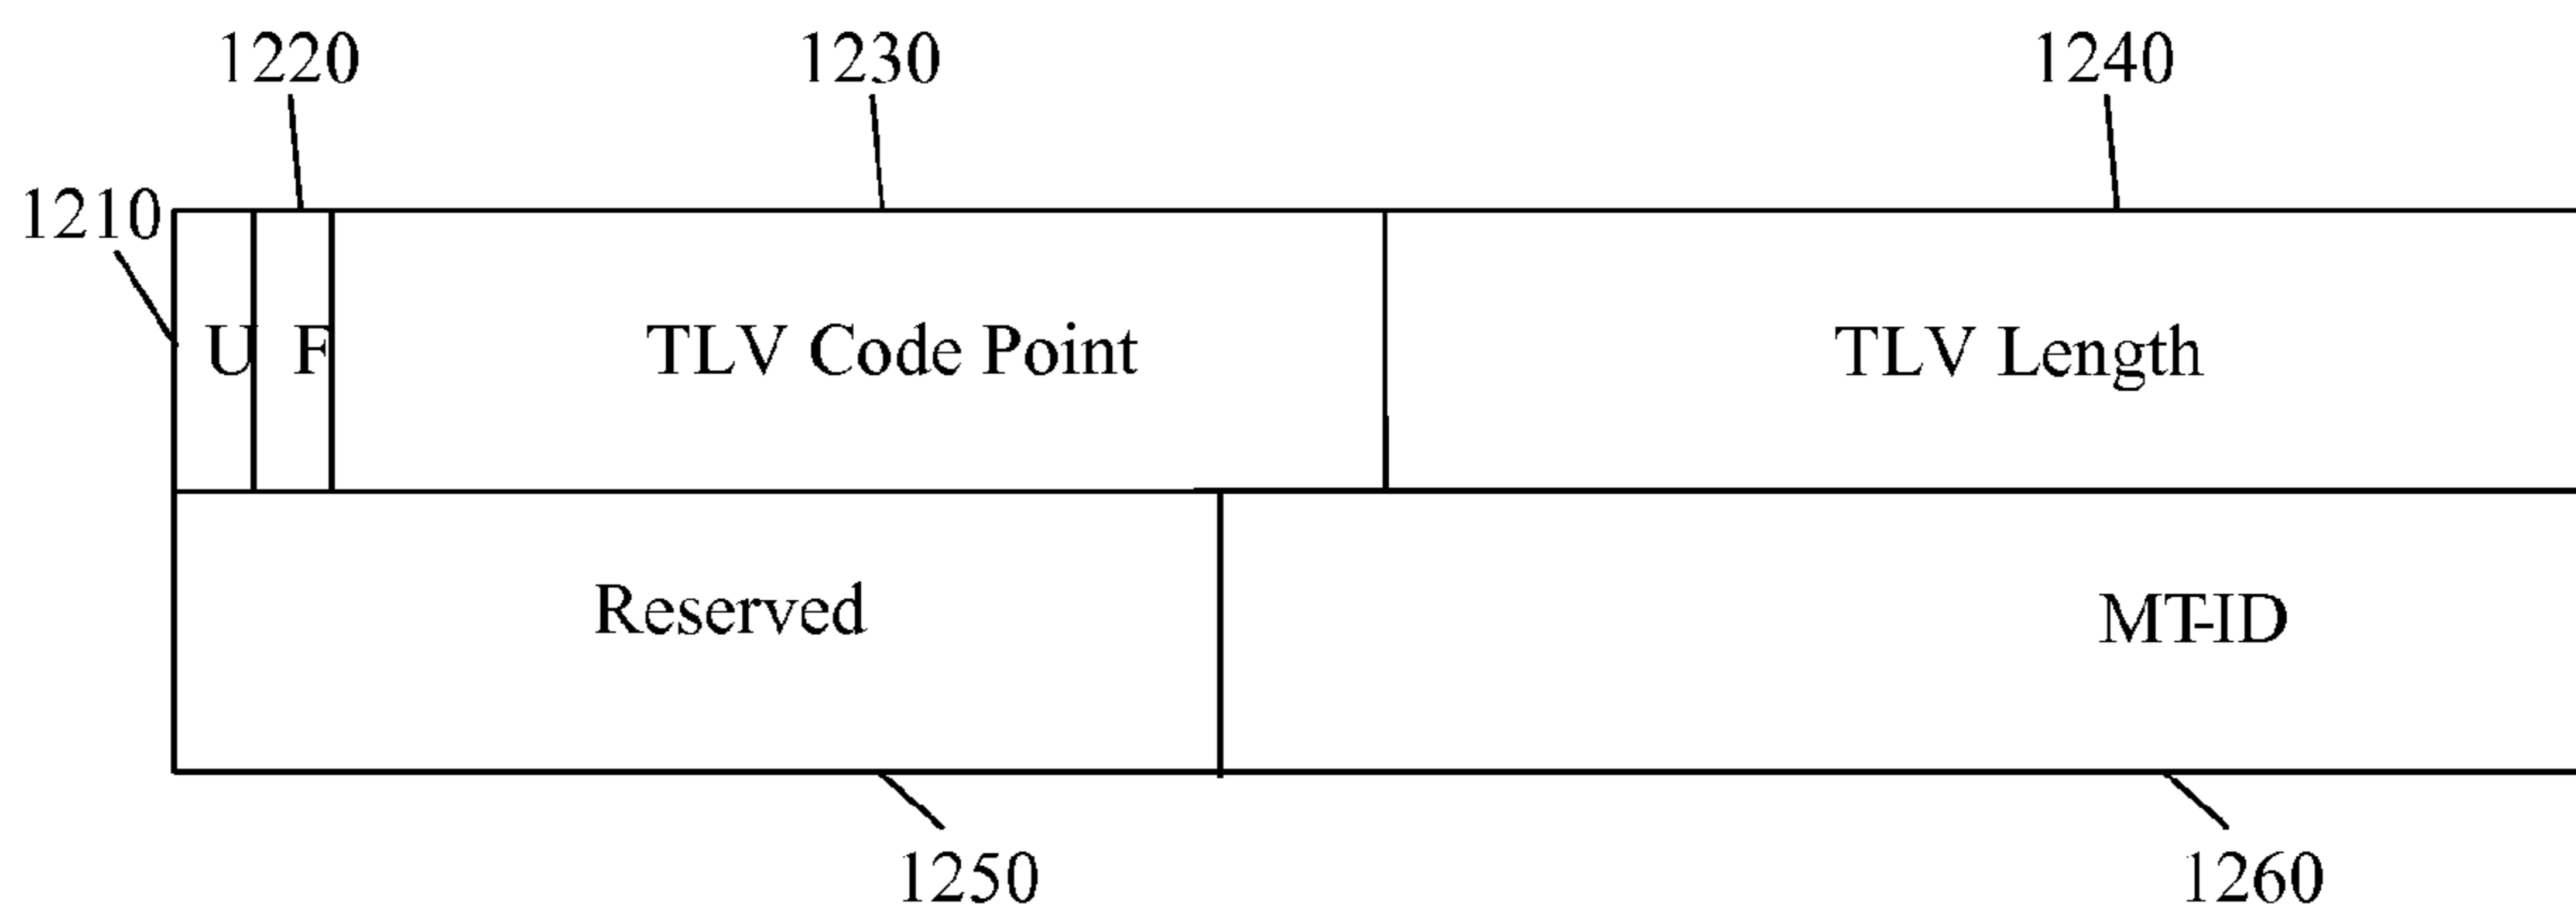 1220 1230 1240
1210
U F TLV Code Point TLV Length
Reserved MT-ID
1250 1260